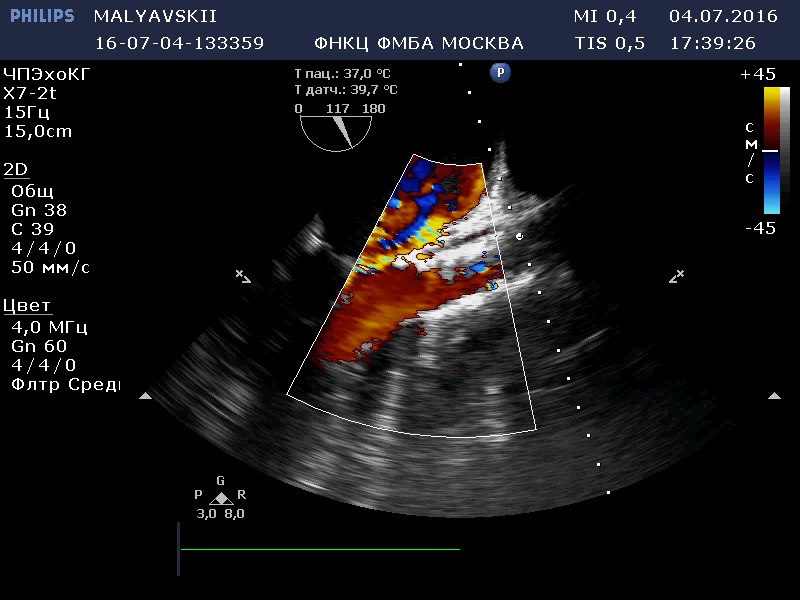 PHILIPS MALYAVSKII MI 0,4 04.07.2016
16-07-04-133359 ФНКЦ ФМБА МОСКВА TIS 0,5 17:39:26
ЧПЭхоКГ
X7-2t
15Гц
15,0cm
2D
Общ
Gn 38
C 39
4/4/0
50 мм/с
Цвет
4,0 МГц
Gn 60
4/4/0
Флтр Средн
T пац.: 37,0 °C
T датч.: 39,7 °C
0 117 180
P
+45
с
м
/
с
-45
G
P R
3,0 8,0